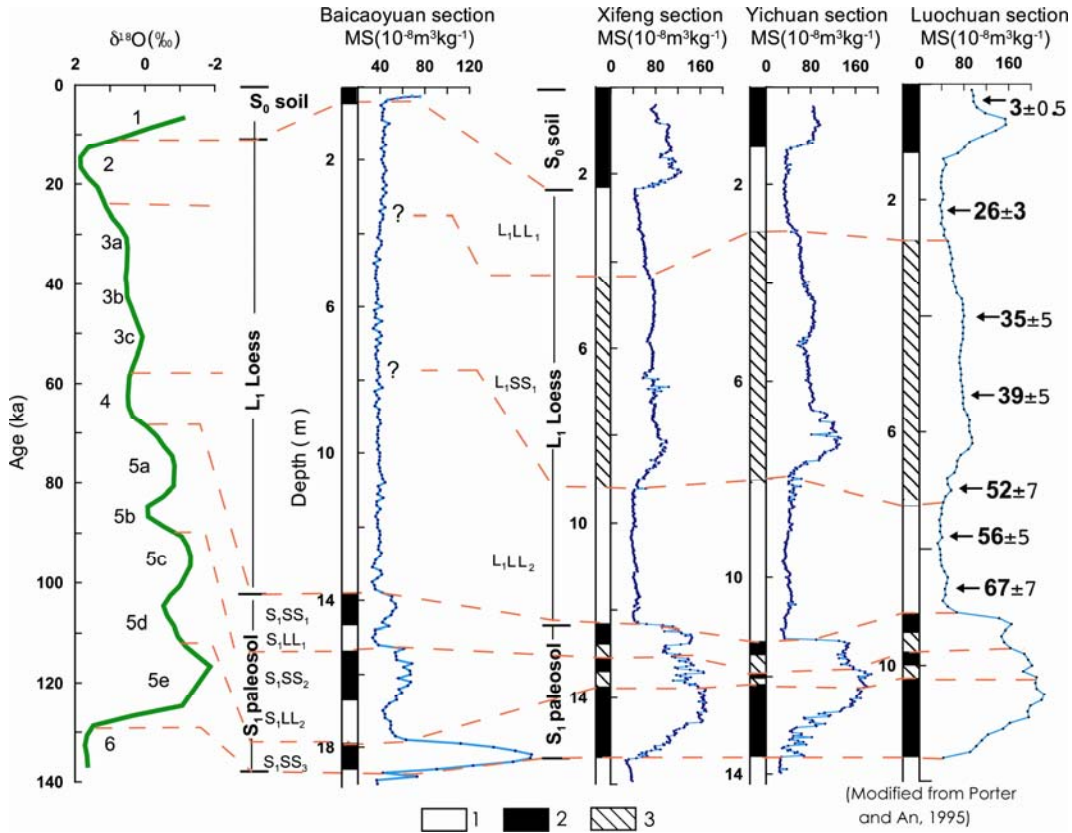 δ¹⁸O(‰)
2 0 -2
Baicaoyuan section
MS(10⁻⁸m³kg⁻¹)
40 80 120
Xifeng section
MS(10⁻⁸m³kg⁻¹)
0 80 160
Yichuan section
MS(10⁻⁸m³kg⁻¹)
0 80 160
Luochuan section
MS(10⁻⁸m³kg⁻¹)
0 80 160
Age (ka)
0
20
40
60
80
100
120
140
1
2
3a
3b
3c
4
5a
5b
5c
5d
5e
6
S₀ soil
L₁ Loess
S₁ paleosol
Depth ( m )
2
6
10
14
18
?
?
S₁SS₁
S₁LL₁
S₁SS₂
S₁LL₂
S₁SS₃
L₁LL₁
L₁SS₁
L₁LL₂
S₀ soil
L₁ Loess
S₁ paleosol
2
6
10
14
2
6
10
14
2
6
10
3±0.5
26±3
35±5
39±5
52±7
56±5
67±7
(Modified from Porter
and An, 1995)
1 2 3